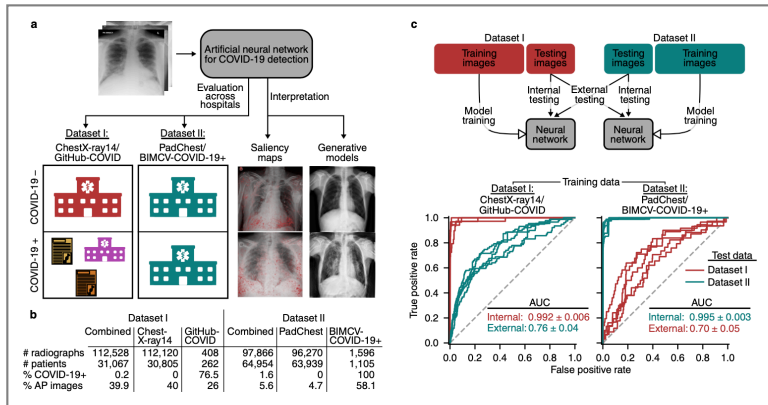 a
Artificial neural network
for COVID-19 detection
Evaluation
across
hospitals
Interpretation
Dataset I:
ChestX-ray14/
GitHub-COVID
Dataset II:
PadChest/
BIMCV-COVID-19+
Saliency
maps
Generative
models
COVID-19 –
COVID-19 +
b
Dataset I
Dataset II
Combined
Chest-
X-ray14
GitHub-
COVID
Combined
PadChest
BIMCV-
COVID-19+
# radiographs 112,528 112,120 408 97,866 96,270 1,596
# patients 31,067 30,805 262 64,954 63,939 1,105
% COVID-19+ 0.2 0 76.5 1.6 0 100
% AP images 39.9 40 26 5.6 4.7 58.1
c
Dataset I
Dataset II
Training
images
Testing
images
Testing
images
Training
images
Internal
testing
External
testing
Internal
testing
Model
training
Model
training
Neural
network
Neural
network
Training data
Dataset I:
ChestX-ray14/
GitHub-COVID
Dataset II:
PadChest/
BIMCV-COVID-19+
True positive rate
1.0
0.8
0.6
0.4
0.2
0.0
AUC
Internal: 0.992 ± 0.006
External: 0.76 ± 0.04
Test data
Dataset I
Dataset II
AUC
Internal: 0.995 ± 0.003
External: 0.70 ± 0.05
0.0 0.2 0.4 0.6 0.8 1.0
0.0 0.2 0.4 0.6 0.8 1.0
False positive rate